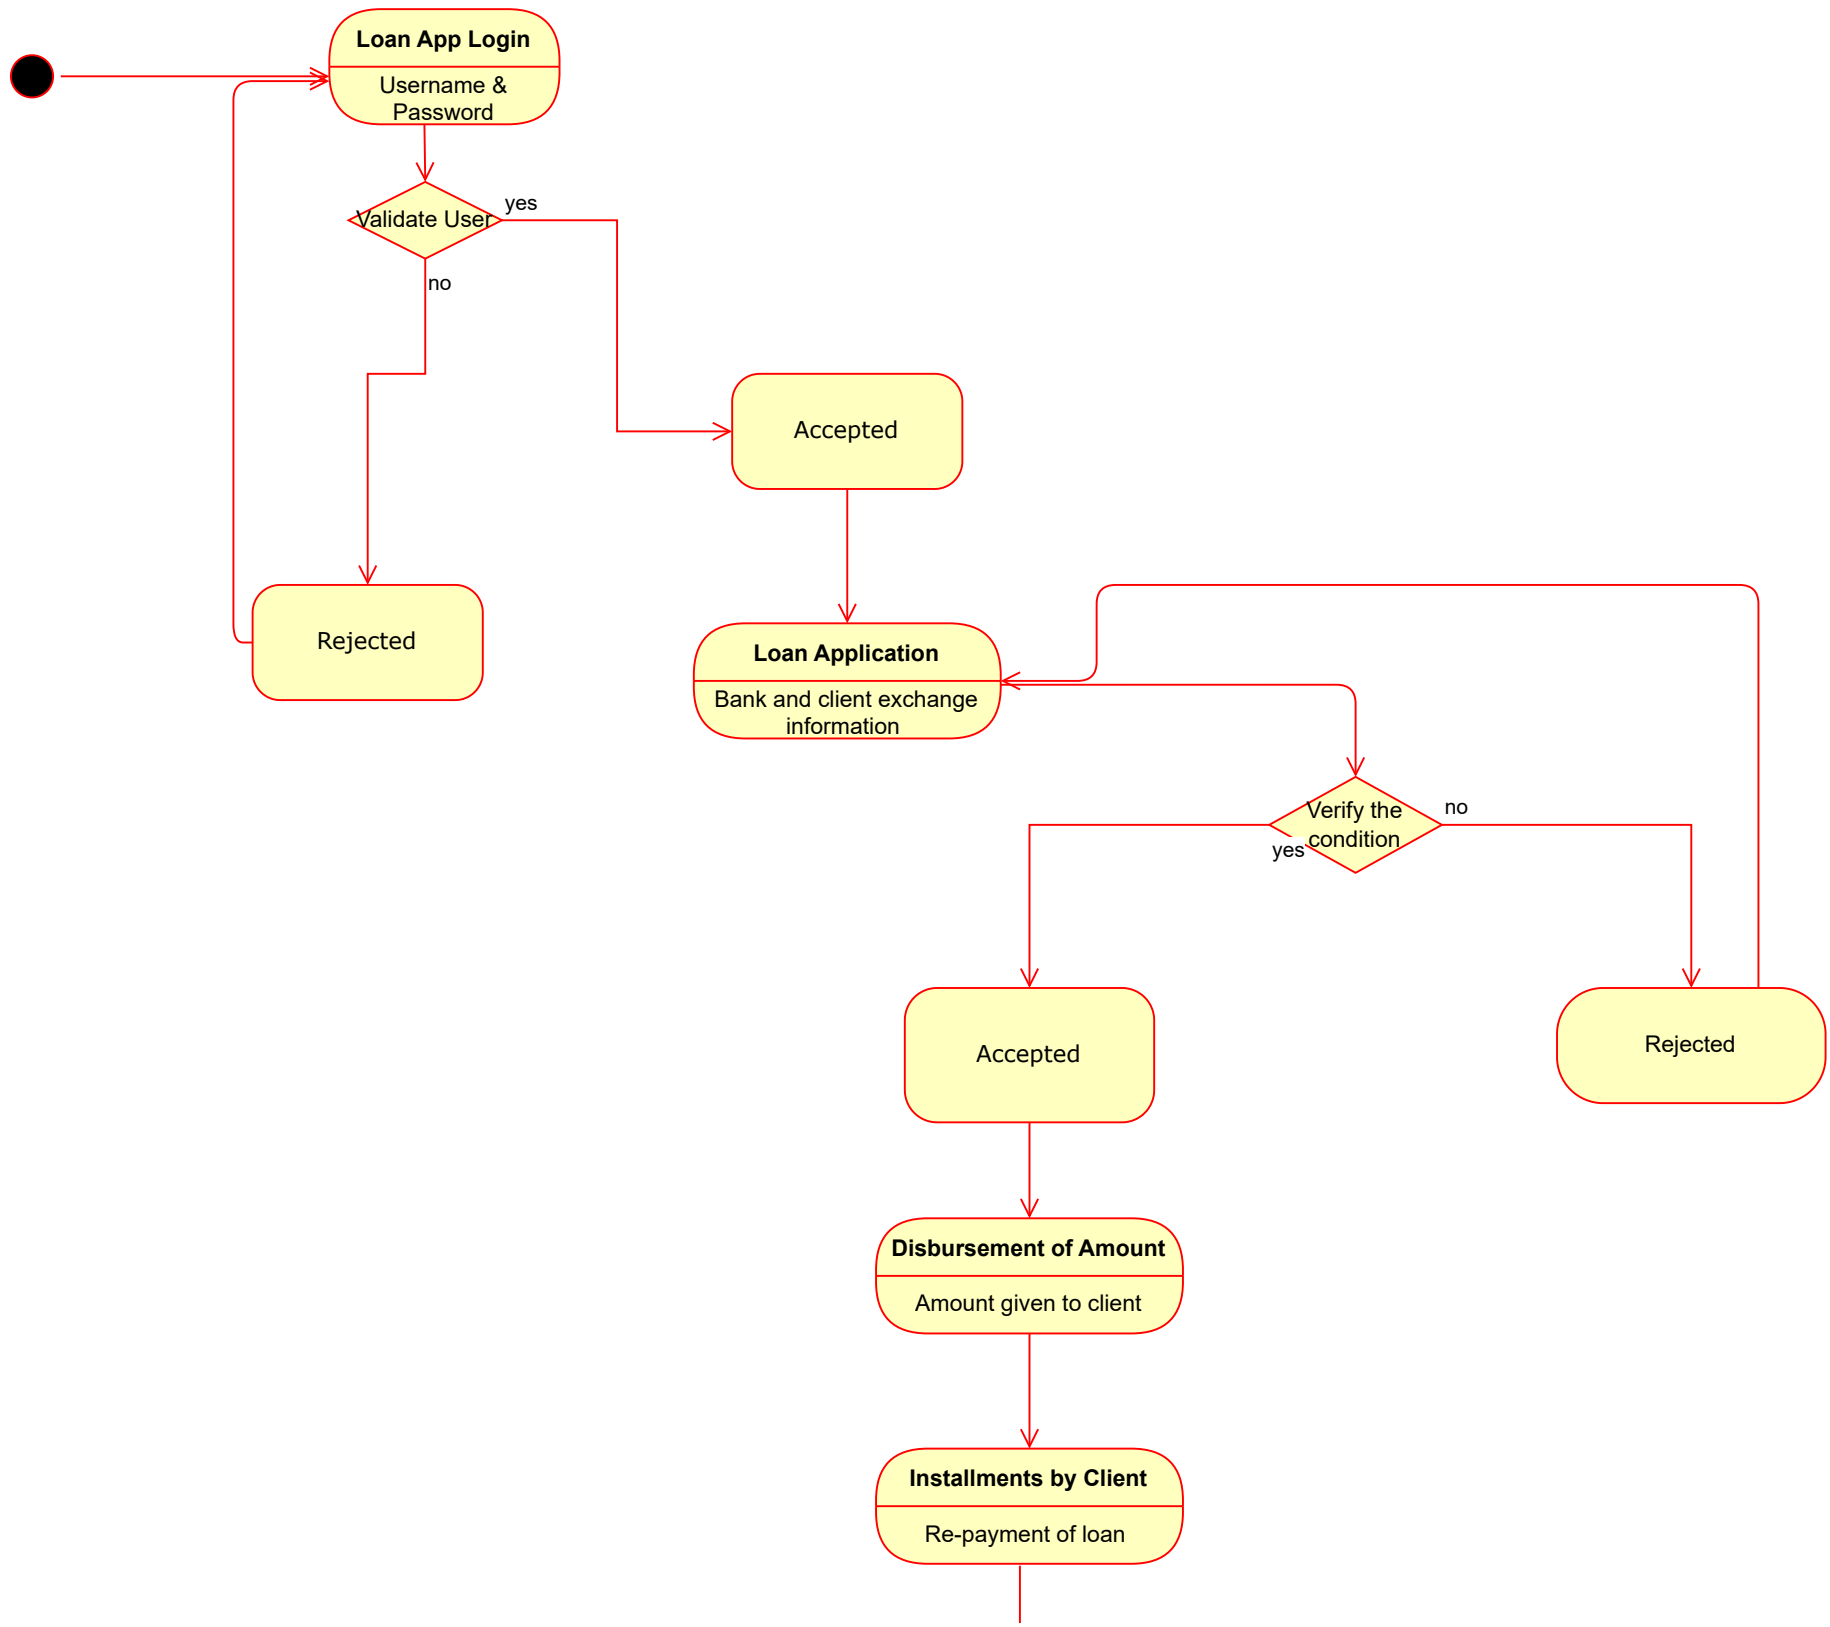 Loan App Login
Username &
Password
Validate User
yes
no
Accepted
Rejected
Loan Application
Bank and client exchange
information
Verify the
condition
no
yes
Accepted
Rejected
Disbursement of Amount
Amount given to client
Installments by Client
Re-payment of loan